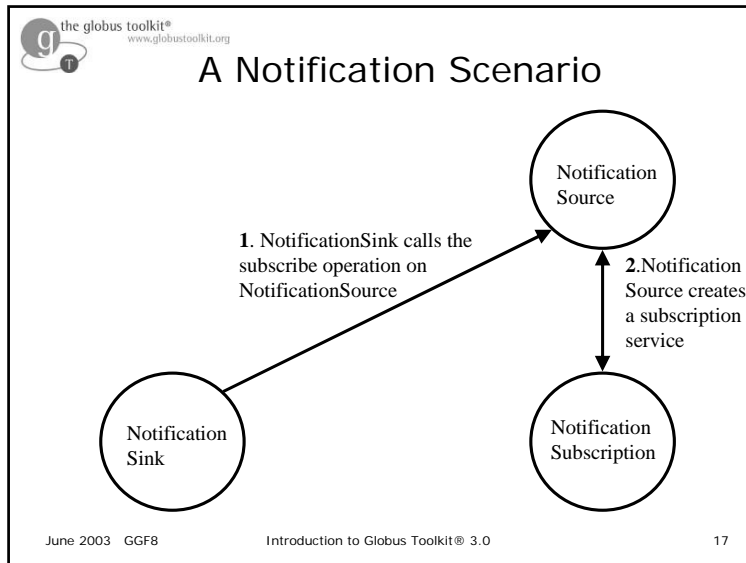 the globus toolkit®
www.globustoolkit.org
g
T
A Notification Scenario
Notification
Source
1. NotificationSink calls the
subscribe operation on
NotificationSource
2.Notification
Source creates
a subscription
service
Notification
Sink
Notification
Subscription
June 2003 GGF8
Introduction to Globus Toolkit® 3.0
17